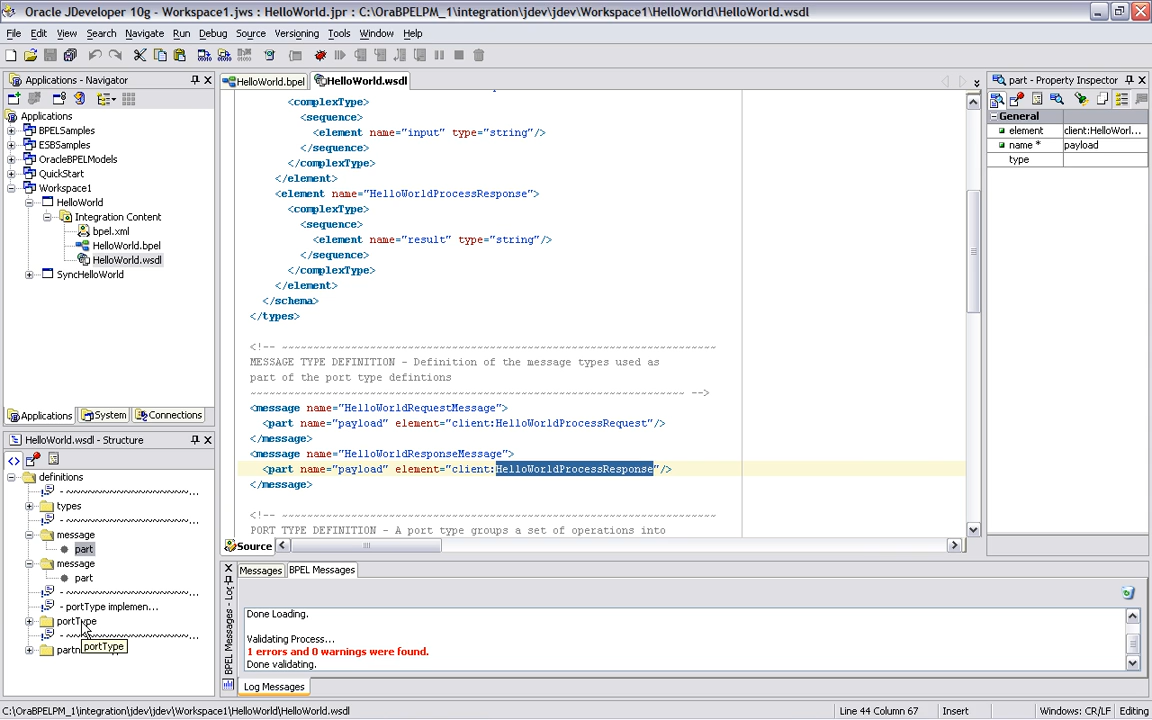 Oracle JDeveloper 10g - Workspace1.jws : HelloWorld.jpr : C:\OraBPELPM_1\integration\jdev\jdev\Workspace1\HelloWorld\HelloWorld.wsdl
File Edit View Search Navigate Run Debug Source Versioning Tools Window Help
Applications - Navigator
Applications
BPELSamples
ESBSamples
OracleBPELModels
QuickStart
Workspace1
HelloWorld
Integration Content
bpel.xml
HelloWorld.bpel
HelloWorld.wsdl
SyncHelloWorld
Applications System Connections
HelloWorld.wsdl - Structure
definitions
- ~~~~~~~~~~~~~~~~~~~~...
types
- ~~~~~~~~~~~~~~~~~~~~...
message
part
message
part
- ~~~~~~~~~~~~~~~~~~~~...
- portType implemen...
portType
- ~~~~~~~~~~~~~~~~~~~~...
portType
HelloWorld.bpel HelloWorld.wsdl
<complexType>
<sequence>
<element name="input" type="string"/>
</sequence>
</complexType>
</element>
<element name="HelloWorldProcessResponse">
<complexType>
<sequence>
<element name="result" type="string"/>
</sequence>
</complexType>
</element>
</schema>
</types>
<!-- ~~~~~~~~~~~~~~~~~~~~~~~~~~~~~~~~~~~~~~~~~~~~~~~~~~~~~~~~~~~~~~~~~~~~~
MESSAGE TYPE DEFINITION - Definition of the message types used as
part of the port type defintions
~~~~~~~~~~~~~~~~~~~~~~~~~~~~~~~~~~~~~~~~~~~~~~~~~~~~~~~~~~~~~~~~~~~~~ -->
<message name="HelloWorldRequestMessage">
<part name="payload" element="client:HelloWorldProcessRequest"/>
</message>
<message name="HelloWorldResponseMessage">
<part name="payload" element="client:HelloWorldProcessResponse"/>
</message>
<!-- ~~~~~~~~~~~~~~~~~~~~~~~~~~~~~~~~~~~~~~~~~~~~~~~~~~~~~~~~~~~~~~~~~~~~~
PORT TYPE DEFINITION - A port type groups a set of operations into
Source
part - Property Inspector
General
element client:HelloWorl...
name * payload
type
BPEL Messages - Log
Messages BPEL Messages
Done Loading.
Validating Process...
1 errors and 0 warnings were found.
Done validating.
Log Messages
C:\OraBPELPM_1\integration\jdev\jdev\Workspace1\HelloWorld\HelloWorld.wsdl Line 44 Column 67 Insert Windows: CR/LF Editing